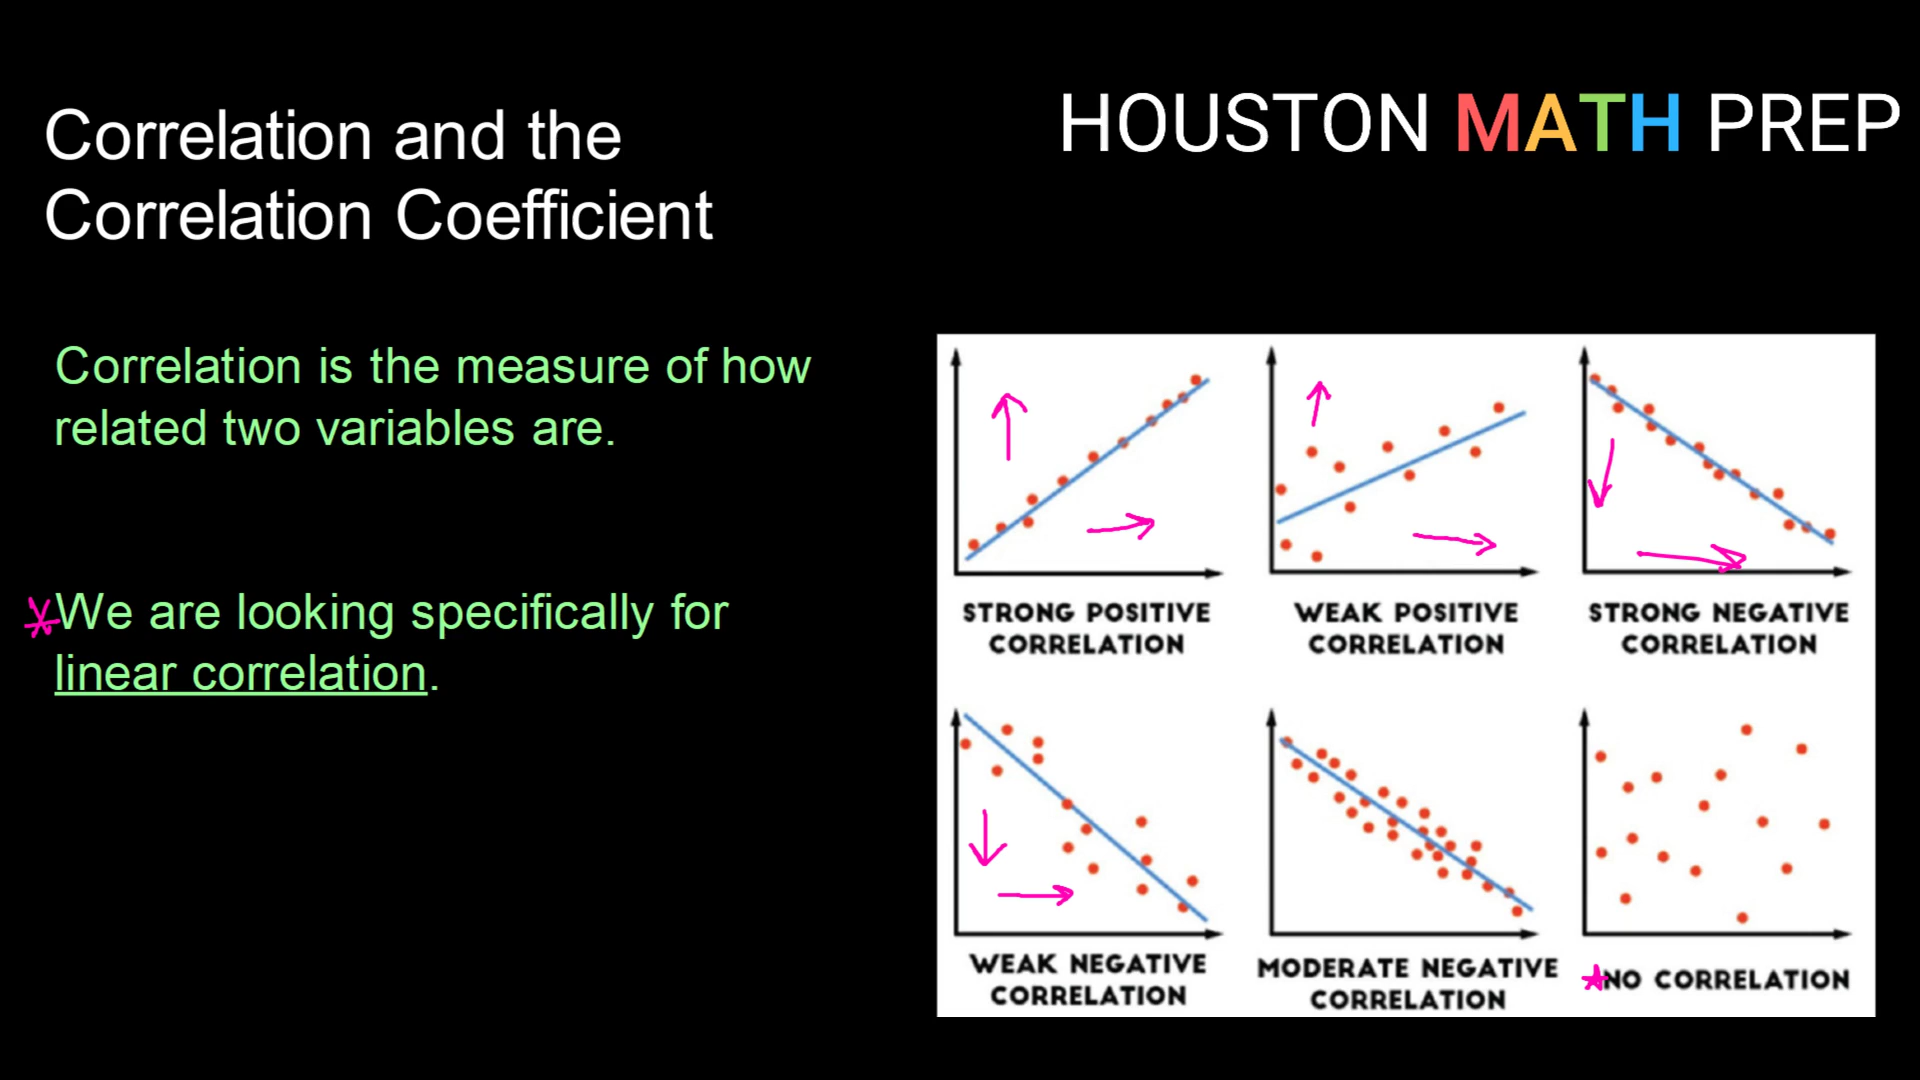 Correlation and the
Correlation Coefficient
HOUSTON MATH PREP
Correlation is the measure of how
related two variables are.
We are looking specifically for
linear correlation.
STRONG POSITIVE
CORRELATION
WEAK POSITIVE
CORRELATION
STRONG NEGATIVE
CORRELATION
WEAK NEGATIVE
CORRELATION
MODERATE NEGATIVE
CORRELATION
NO CORRELATION